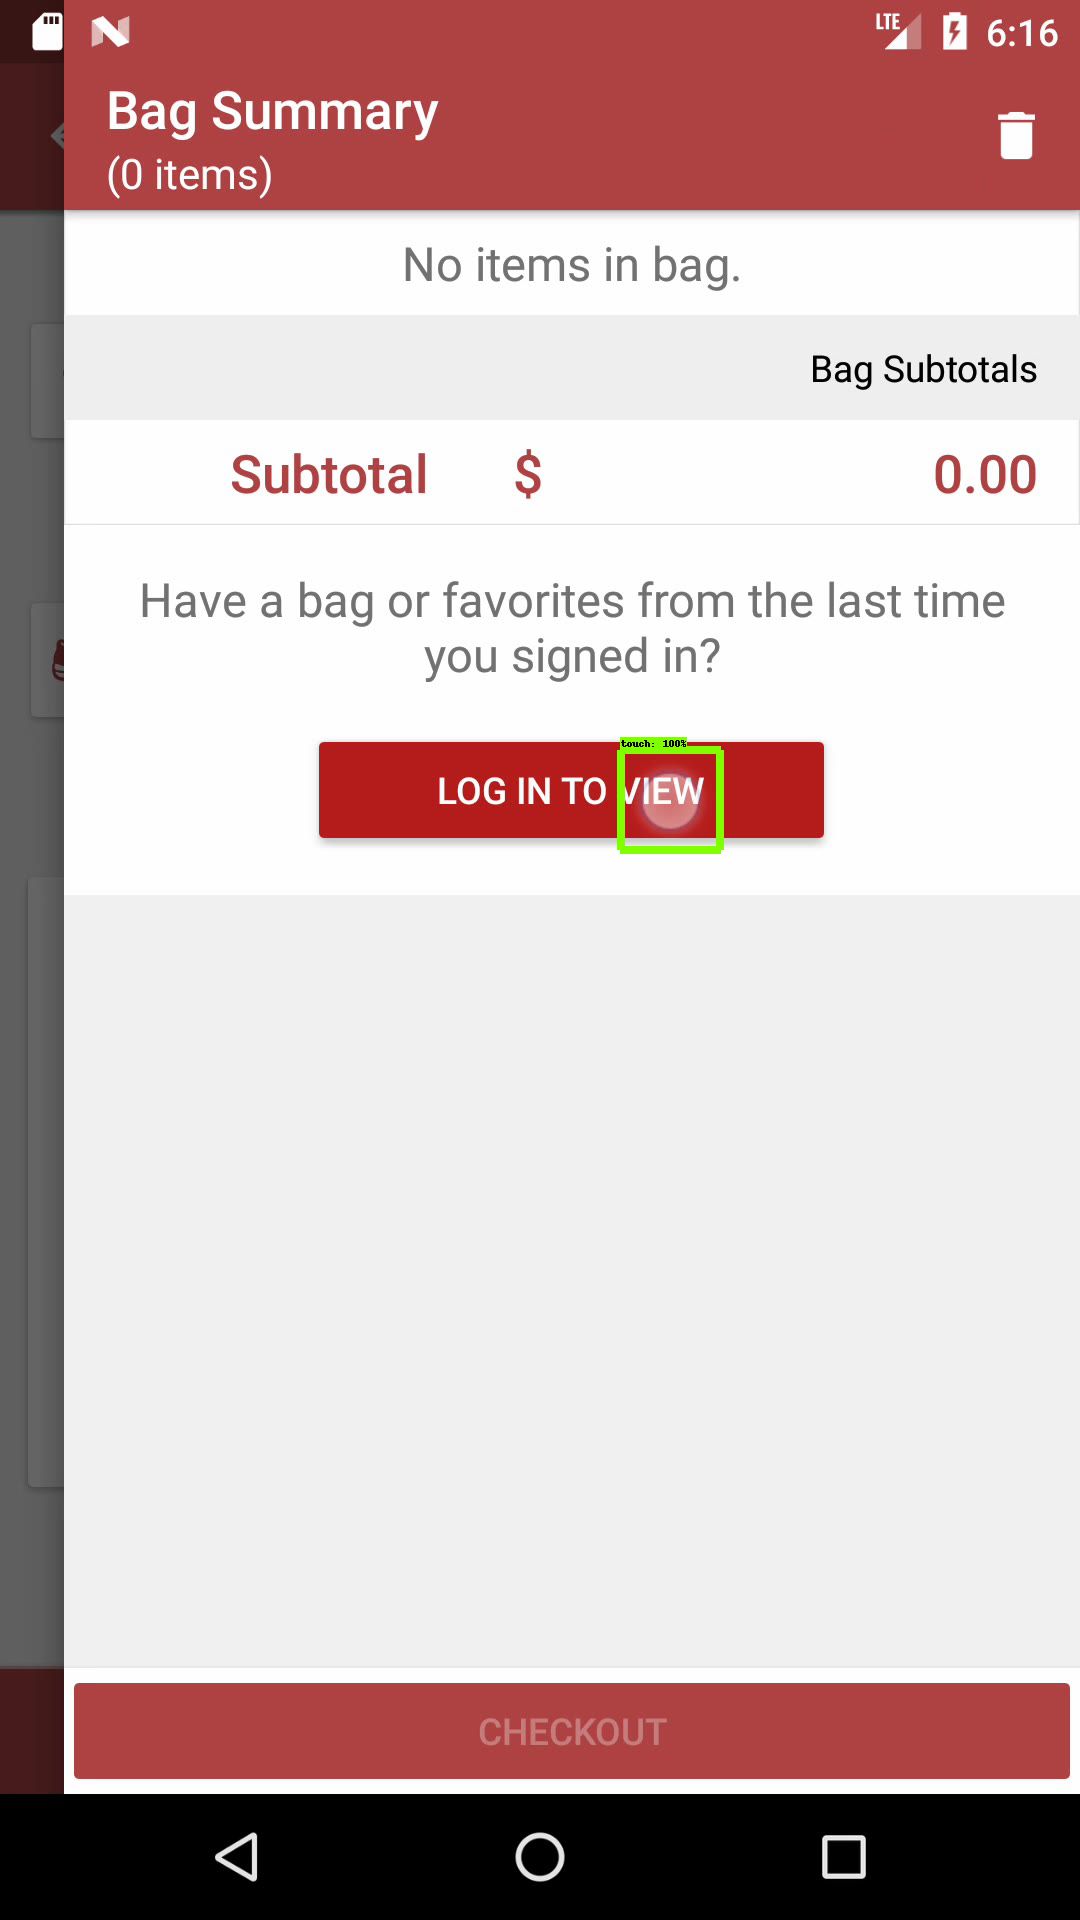 LTE 6:16
Bag Summary
(0 items)
No items in bag.
Bag Subtotals
Subtotal $ 0.00
Have a bag or favorites from the last time
you signed in?
touch: 100%
LOG IN TO VIEW
CHECKOUT